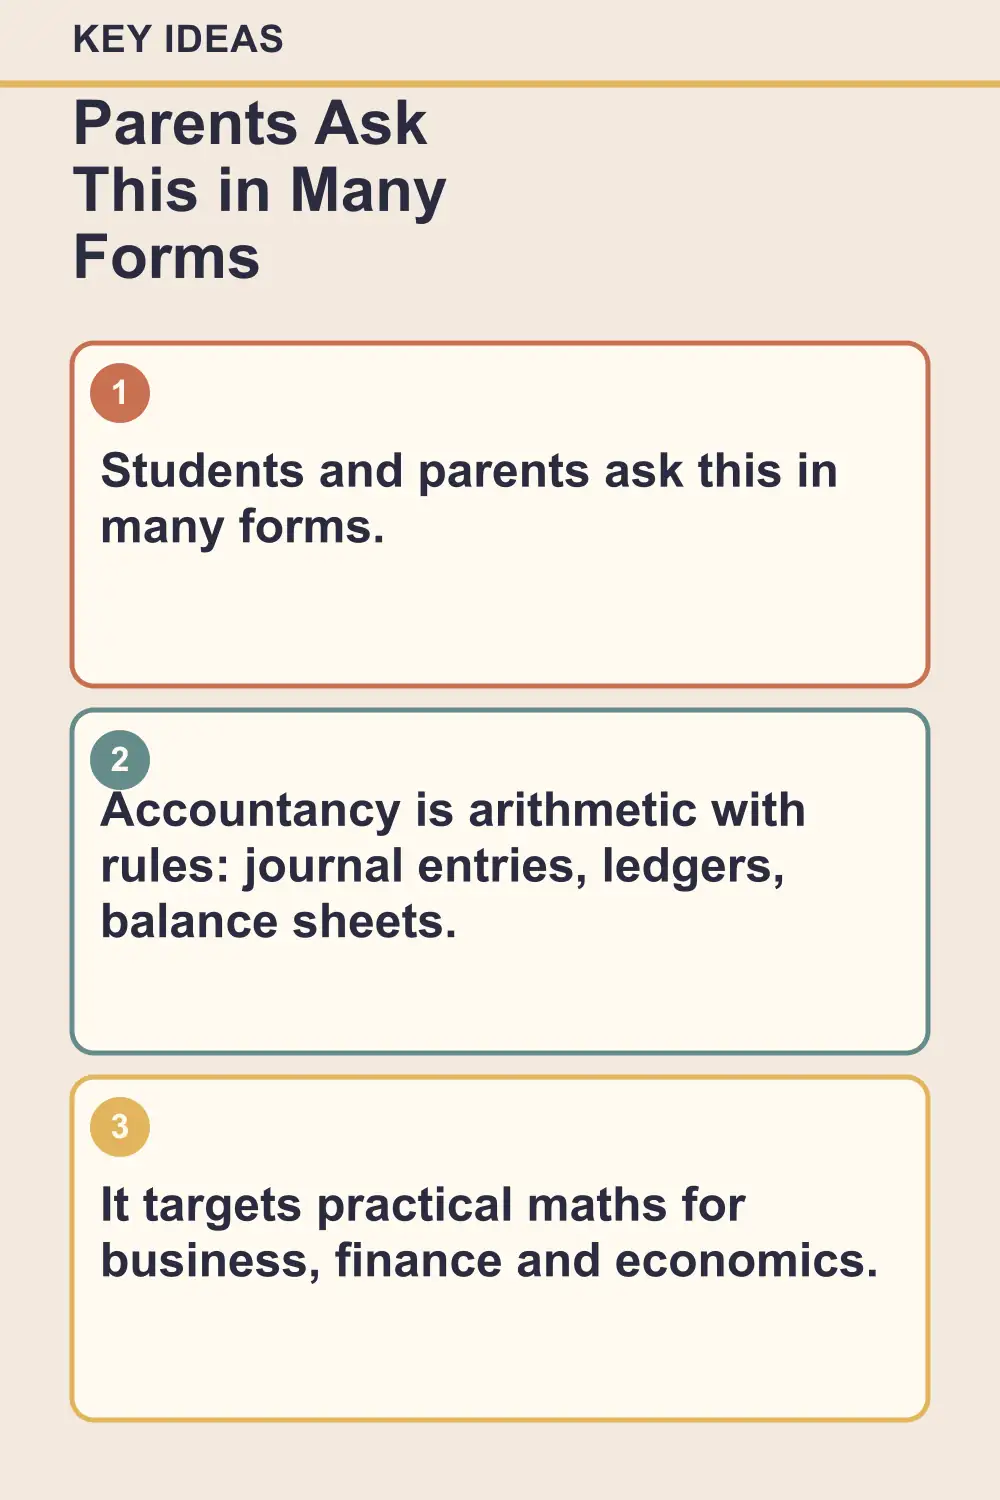 KEY IDEAS
Parents Ask
This in Many
Forms
1
Students and parents ask this in
many forms.
2
Accountancy is arithmetic with
rules: journal entries, ledgers,
balance sheets.
3
It targets practical maths for
business, finance and economics.